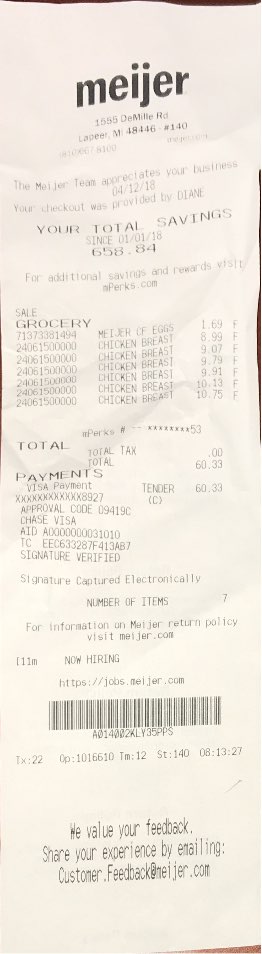 meijer
1555 DeMille Rd
Lapeer, MI 48446 - #140
meijer.com
The Meijer Team appreciates your business
04/12/18
Your checkout was provided by DIANE
YOUR TOTAL SAVINGS
SINCE 01/01/18
658.84
For additional savings and rewards visit
mPerks.com
SALE
GROCERY
71373381494 MEIJER CF EGGS 1.69 F
24061500000 CHICKEN BREAST 8.99 F
24061500000 CHICKEN BREAST 9.07 F
24061500000 CHICKEN BREAST 9.79 F
24061500000 CHICKEN BREAST 9.91 F
24061500000 CHICKEN BREAST 10.13 F
24061500000 CHICKEN BREAST 10.75 F
mPerks # -- ********53
TOTAL
TOTAL TAX .00
TOTAL 60.33
PAYMENTS
VISA Payment TENDER 60.33
XXXXXXXXXXXX8927 (C)
APPROVAL CODE 09419C
CHASE VISA
AID A0000000031010
TC EEC633287F413AB7
SIGNATURE VERIFIED
Signature Captured Electronically
NUMBER OF ITEMS 7
For information on Meijer return policy
visit meijer.com
[11m NOW HIRING
https://jobs.meijer.com
A014002KLY35PPS
Tx:22 Op:1016610 Tm:12 St:140 08:13:27
We value your feedback.
Share your experience by emailing:
Customer.Feedback@meijer.com